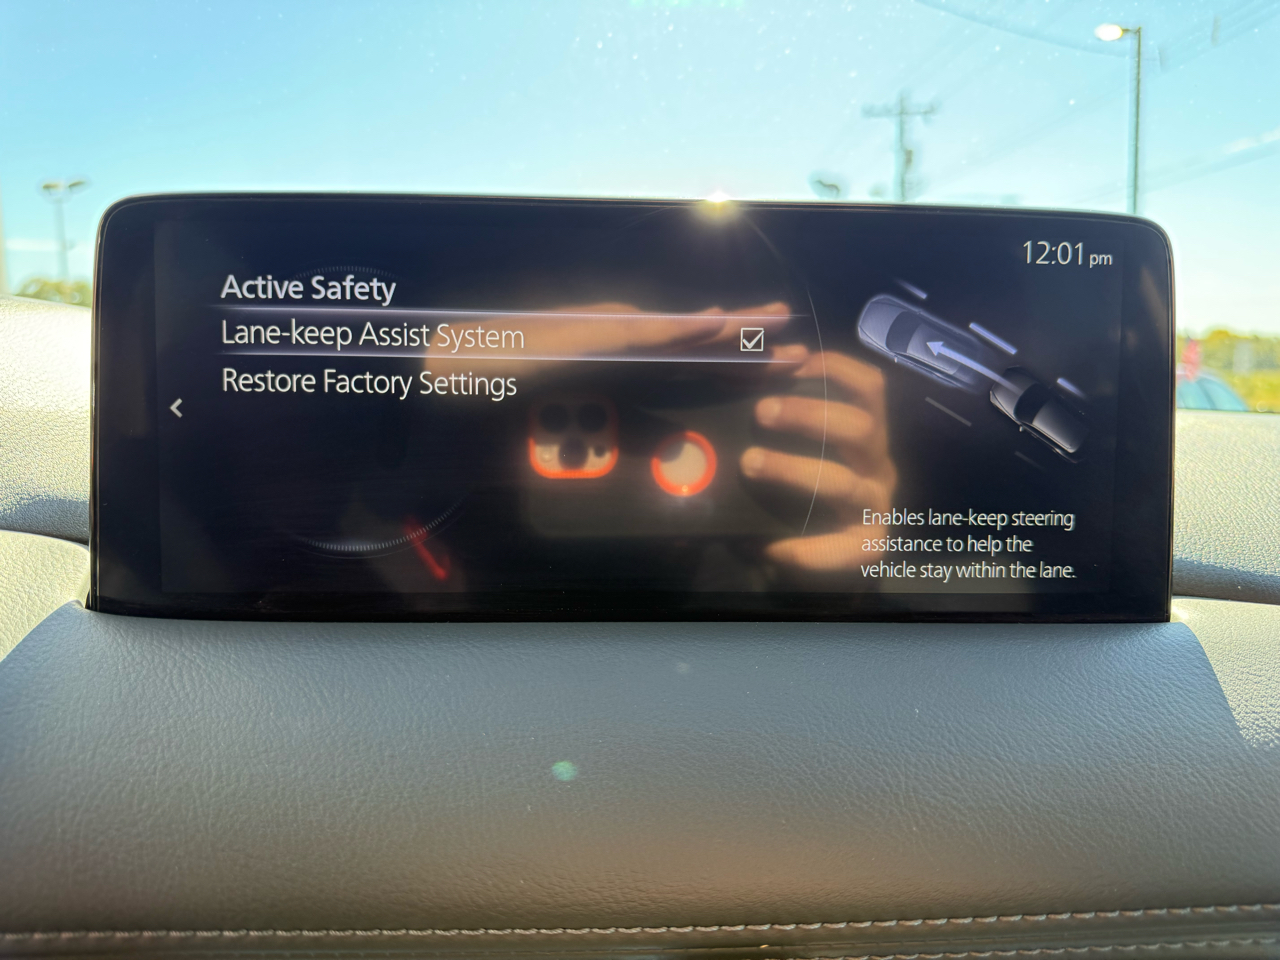 12:01 pm
Active Safety
Lane-keep Assist System
Restore Factory Settings
Enables lane-keep steering
assistance to help the
vehicle stay within the lane.